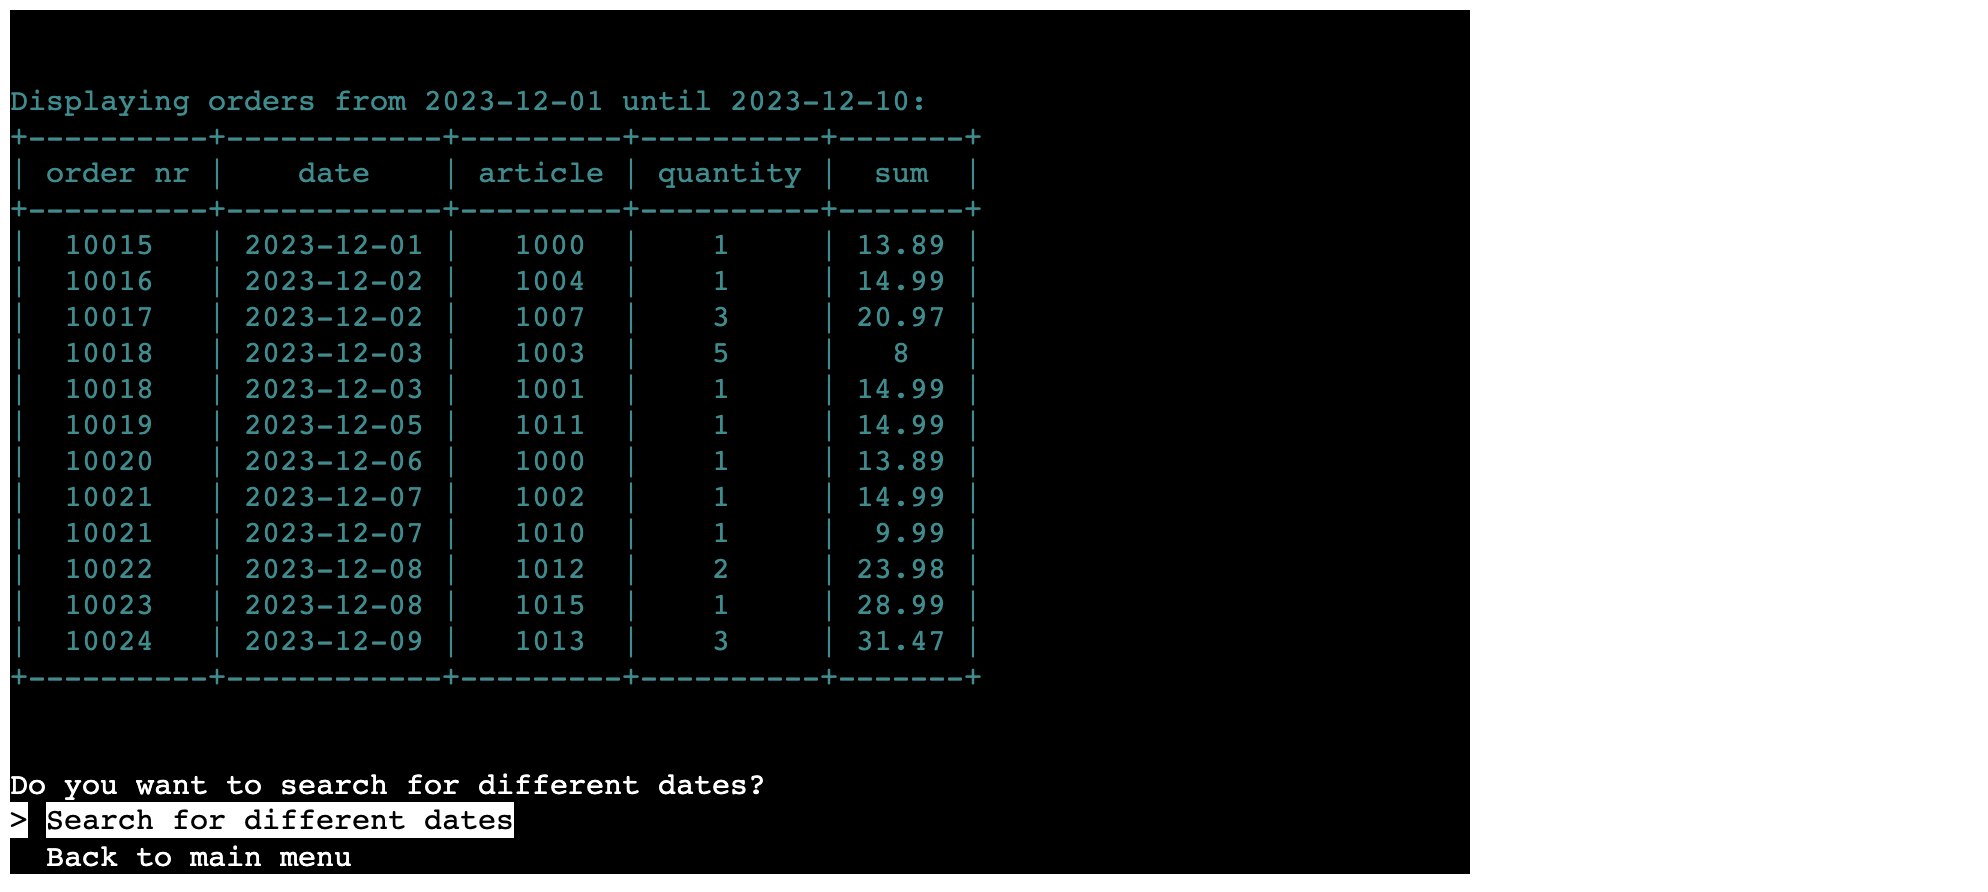 Displaying orders from 2023-12-01 until 2023-12-10:
+----------+------------+---------+----------+-------+
| order nr |    date    | article | quantity |  sum  |
+----------+------------+---------+----------+-------+
|  10015   | 2023-12-01 |   1000  |    1     | 13.89 |
|  10016   | 2023-12-02 |   1004  |    1     | 14.99 |
|  10017   | 2023-12-02 |   1007  |    3     | 20.97 |
|  10018   | 2023-12-03 |   1003  |    5     |   8   |
|  10018   | 2023-12-03 |   1001  |    1     | 14.99 |
|  10019   | 2023-12-05 |   1011  |    1     | 14.99 |
|  10020   | 2023-12-06 |   1000  |    1     | 13.89 |
|  10021   | 2023-12-07 |   1002  |    1     | 14.99 |
|  10021   | 2023-12-07 |   1010  |    1     |  9.99 |
|  10022   | 2023-12-08 |   1012  |    2     | 23.98 |
|  10023   | 2023-12-08 |   1015  |    1     | 28.99 |
|  10024   | 2023-12-09 |   1013  |    3     | 31.47 |
+----------+------------+---------+----------+-------+
Do you want to search for different dates?
> Search for different dates
  Back to main menu